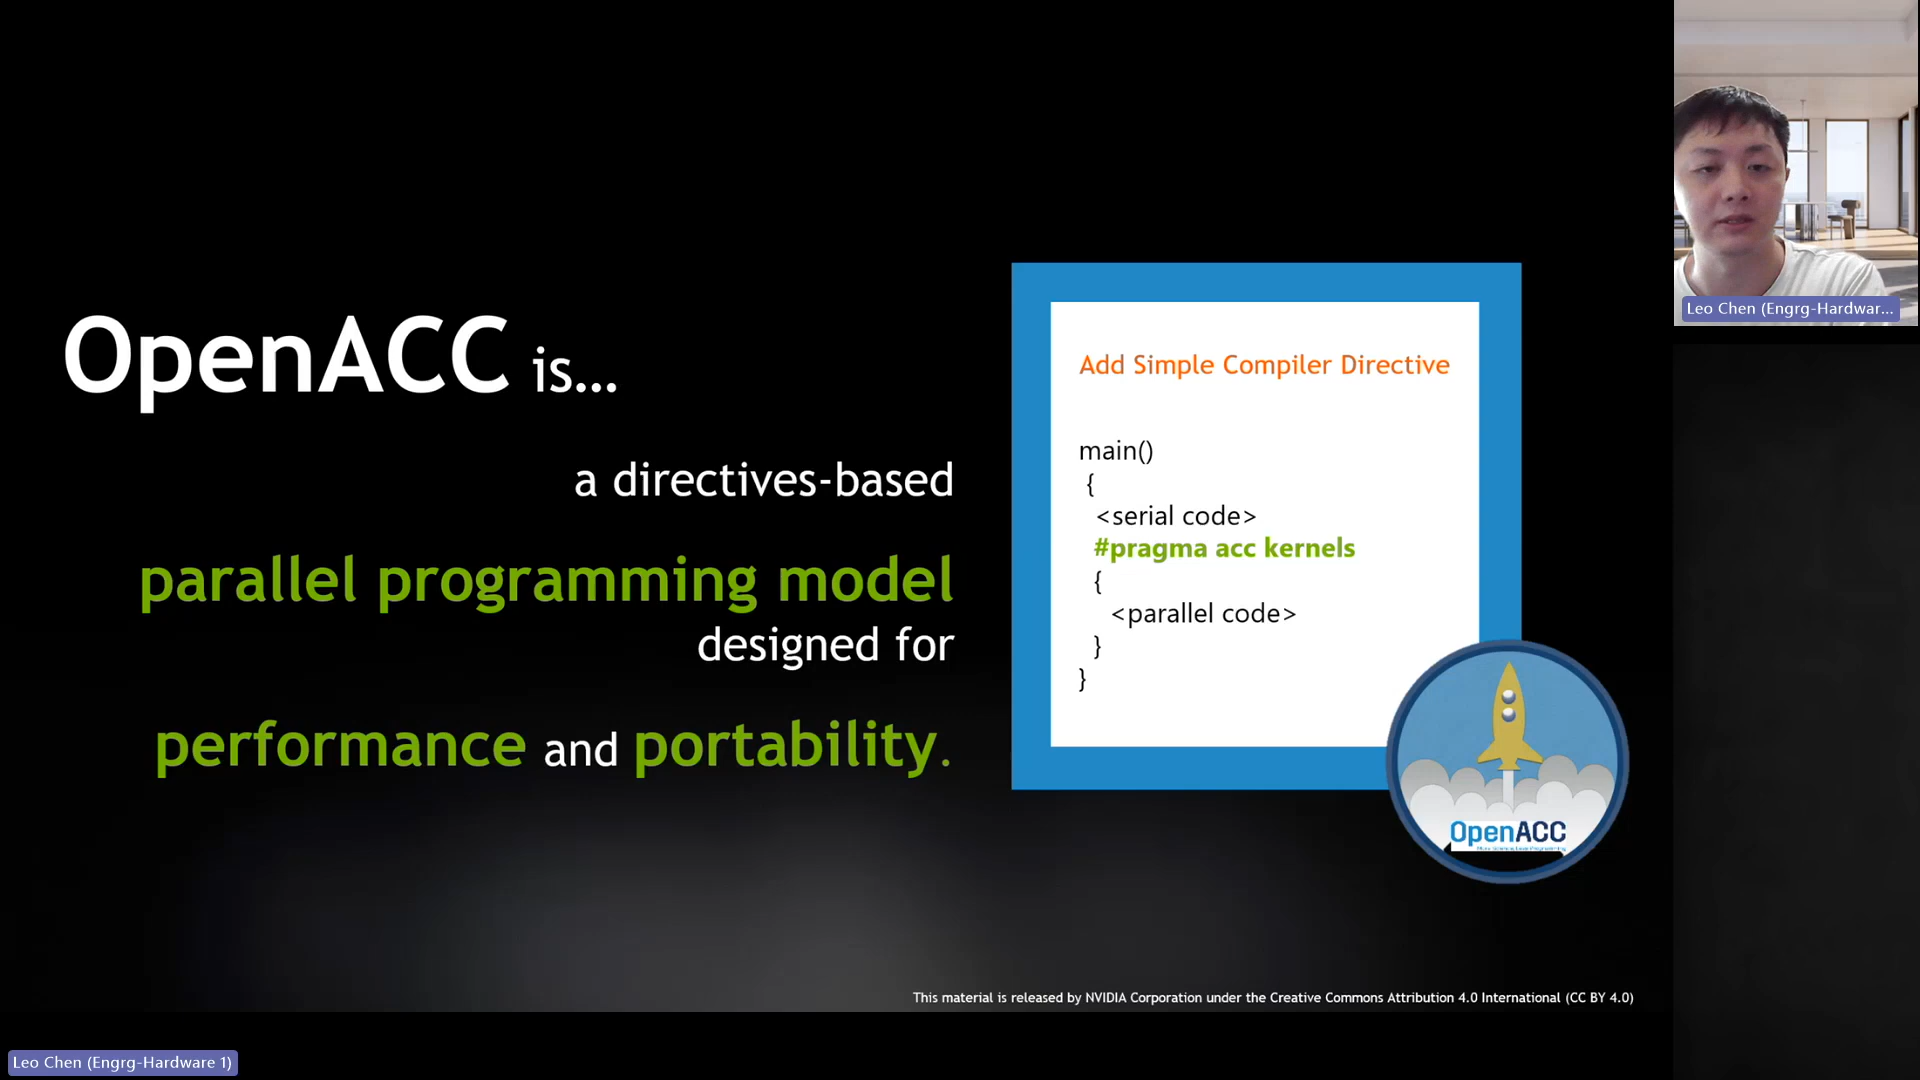 OpenACC is...
a directives-based
parallel programming model
designed for
performance and portability.
Add Simple Compiler Directive
main()
{
<serial code>
#pragma acc kernels
{
<parallel code>
}
}
OpenACC
This material is released by NVIDIA Corporation under the Creative Commons Attribution 4.0 International (CC BY 4.0)
Leo Chen (Engrg-Hardwar...
Leo Chen (Engrg-Hardware 1)